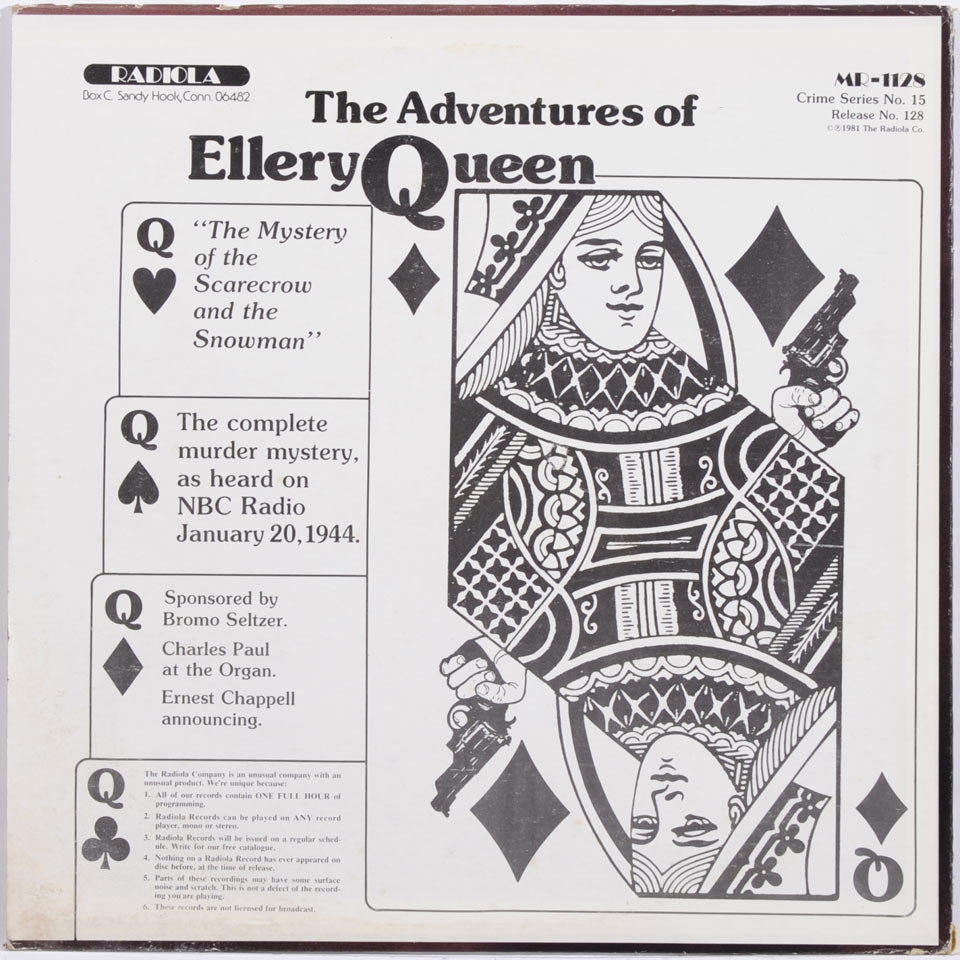 RADIOLA
Box C, Sandy Hook, Conn. 06482
MR-1128
Crime Series No. 15
Release No. 128
©℗1981 The Radiola Co.
The Adventures of
Ellery Queen
Q
“The Mystery
of the
Scarecrow
and the
Snowman”
Q
The complete
murder mystery,
as heard on
NBC Radio
January 20, 1944.
Q
Sponsored by
Bromo Seltzer.
Charles Paul
at the Organ.
Ernest Chappell
announcing.
Q
The Radiola Company is an unusual company with an
unusual product. We're unique because:
1. All of our records contain ONE FULL HOUR of
programming.
2. Radiola Records can be played on ANY record
player, mono or stereo.
3. Radiola Records will be issued on a regular sched-
ule. Write for our free catalogue.
4. Nothing on a Radiola Record has ever appeared on
disc before, at the time of release.
5. Parts of these recordings may have some surface
noise and scratch. This is not a defect of the record-
ing you are playing.
6. These records are not licensed for broadcast.
Q